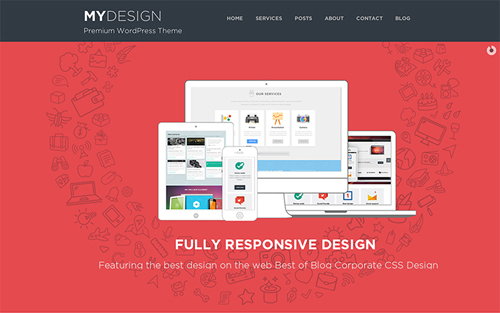 MYDESIGN
Premium WordPress Theme
HOME SERVICES POSTS ABOUT CONTACT BLOG
OUR SERVICES
FULLY RESPONSIVE DESIGN
Featuring the best design on the web Best of Blog Corporate CSS Design